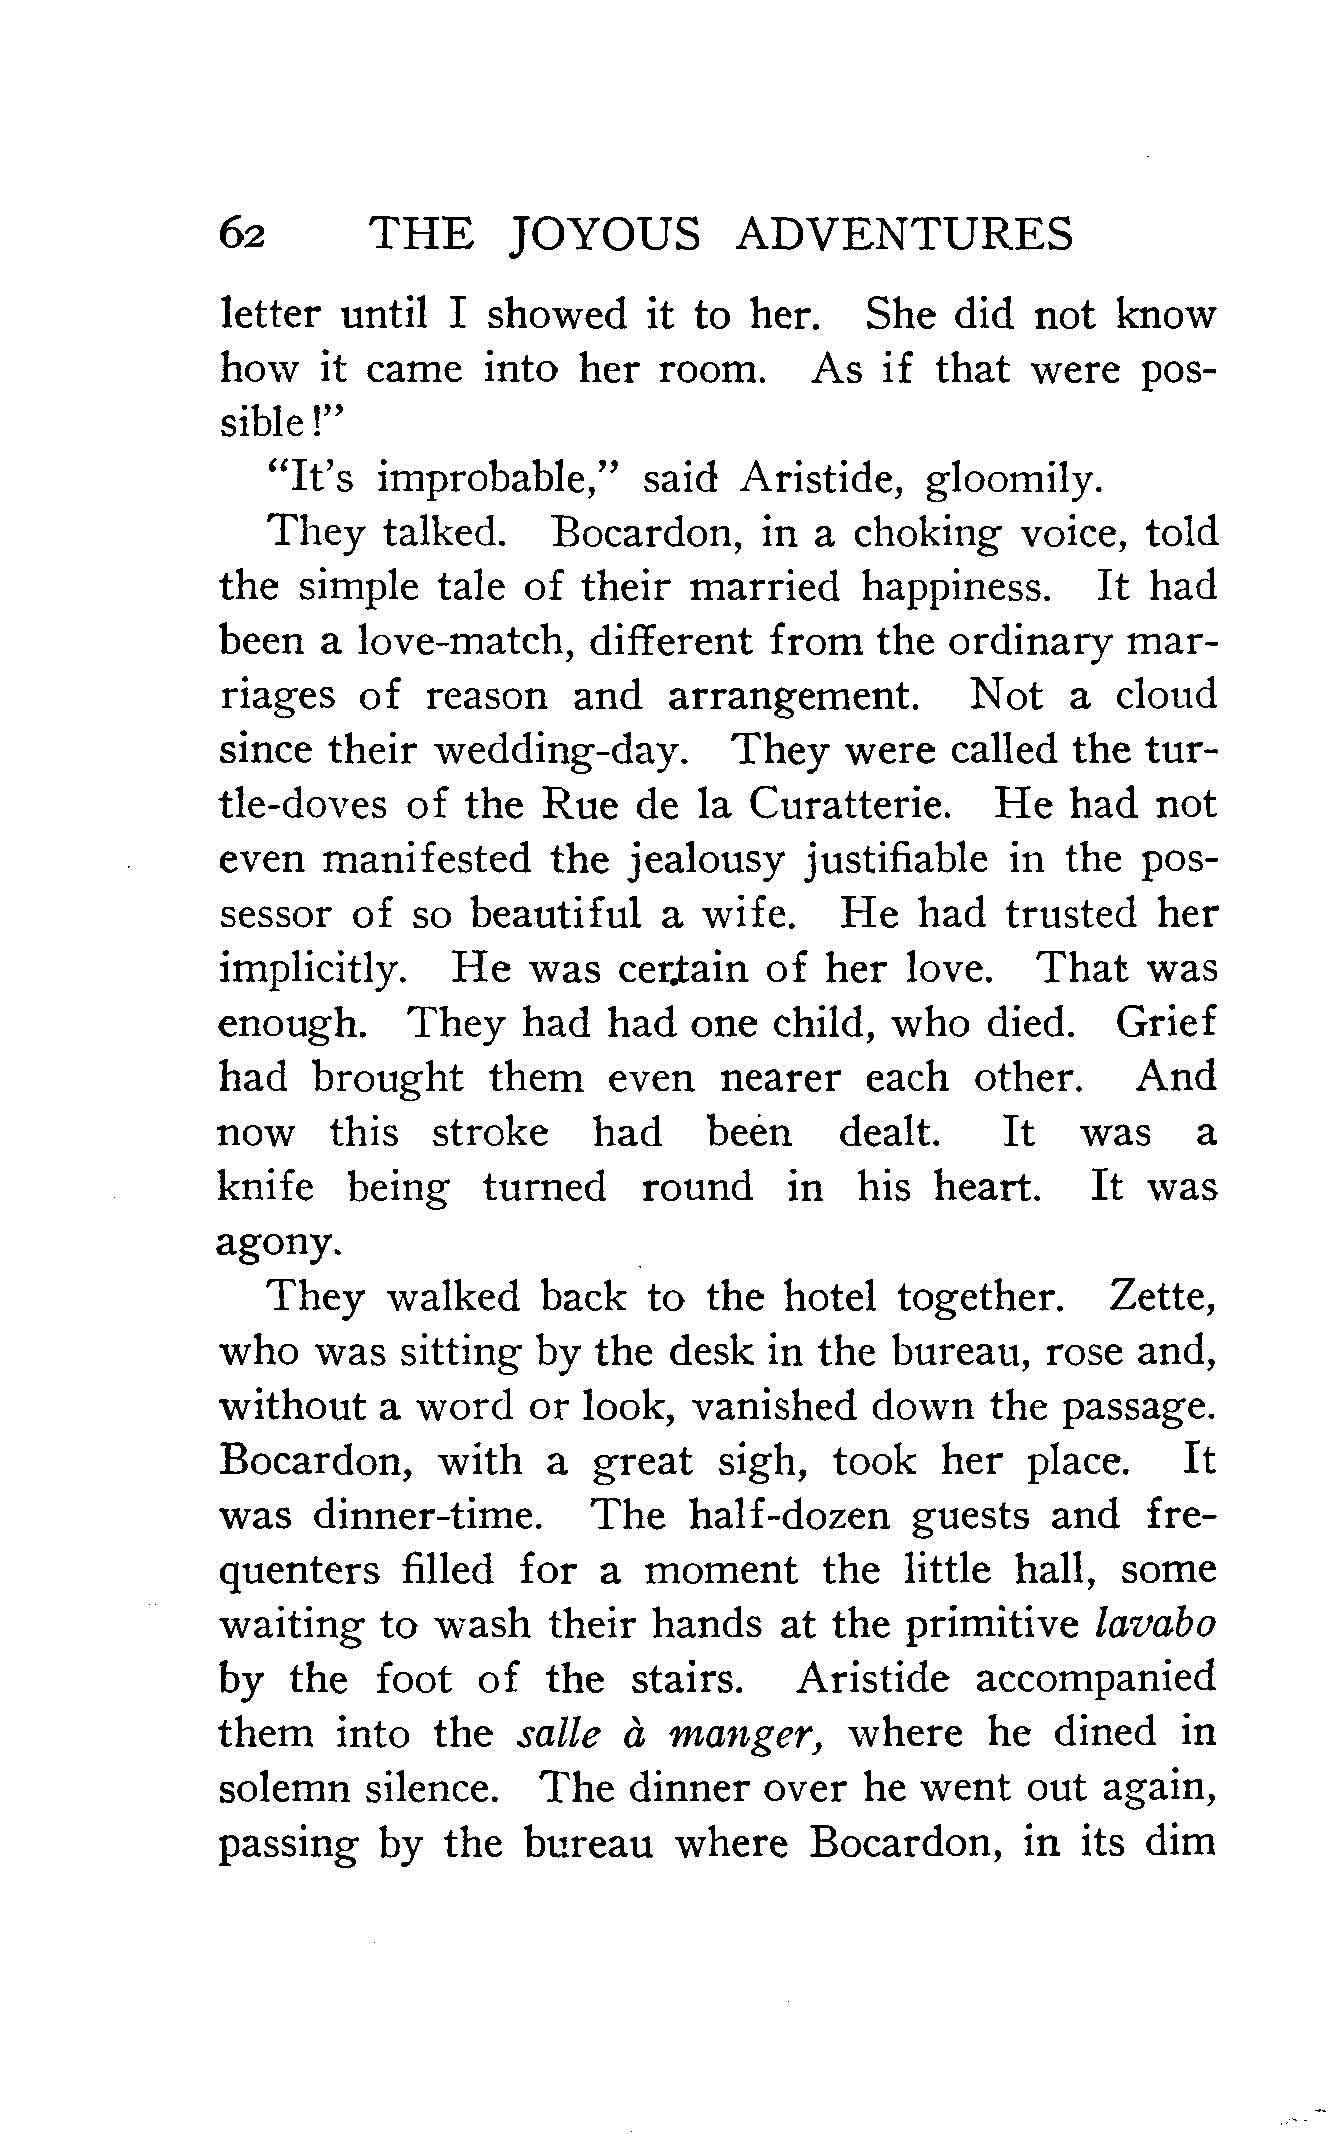 62 THE JOYOUS ADVENTURES
letter until I showed it to her. She did not know
how it came into her room. As if that were pos-
sible!"
"It's improbable," said Aristide, gloomily.
They talked. Bocardon, in a choking voice, told
the simple tale of their married happiness. It had
been a love-match, different from the ordinary mar-
riages of reason and arrangement. Not a cloud
since their wedding-day. They were called the tur-
tle-doves of the Rue de la Curatterie. He had not
even manifested the jealousy justifiable in the pos-
sessor of so beautiful a wife. He had trusted her
implicitly. He was certain of her love. That was
enough. They had had one child, who died. Grief
had brought them even nearer each other. And
now this stroke had been dealt. It was a
knife being turned round in his heart. It was
agony.
They walked back to the hotel together. Zette,
who was sitting by the desk in the bureau, rose and,
without a word or look, vanished down the passage.
Bocardon, with a great sigh, took her place. It
was dinner-time. The half-dozen guests and fre-
quenters filled for a moment the little hall, some
waiting to wash their hands at the primitive lavabo
by the foot of the stairs. Aristide accompanied
them into the salle à manger, where he dined in
solemn silence. The dinner over he went out again,
passing by the bureau where Bocardon, in its dim